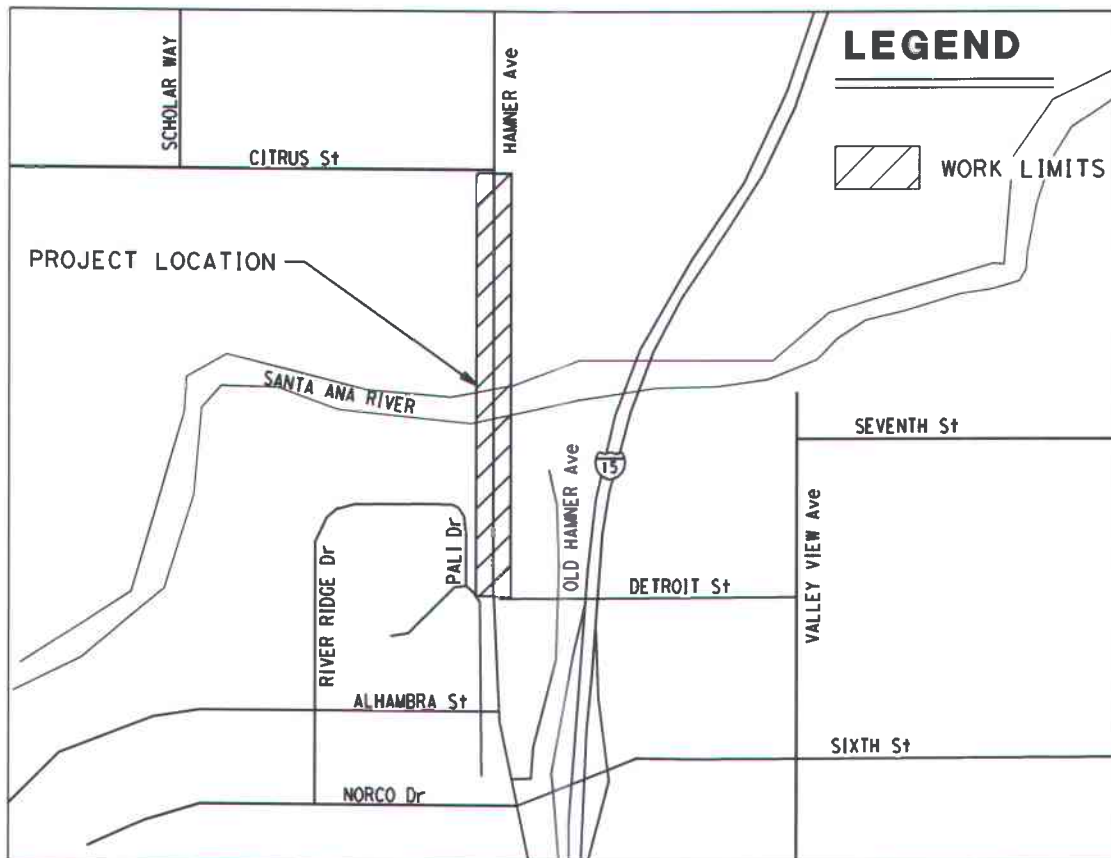 LEGEND
WORK LIMITS
SCHOLAR WAY
HAMNER Ave
CITRUS St
PROJECT LOCATION
SANTA ANA RIVER
SEVENTH St
15
OLD HAMNER Ave
PALI Dr
RIVER RIDGE Dr
DETROIT St
VALLEY VIEW Ave
ALHAMBRA St
SIXTH St
NORCO Dr